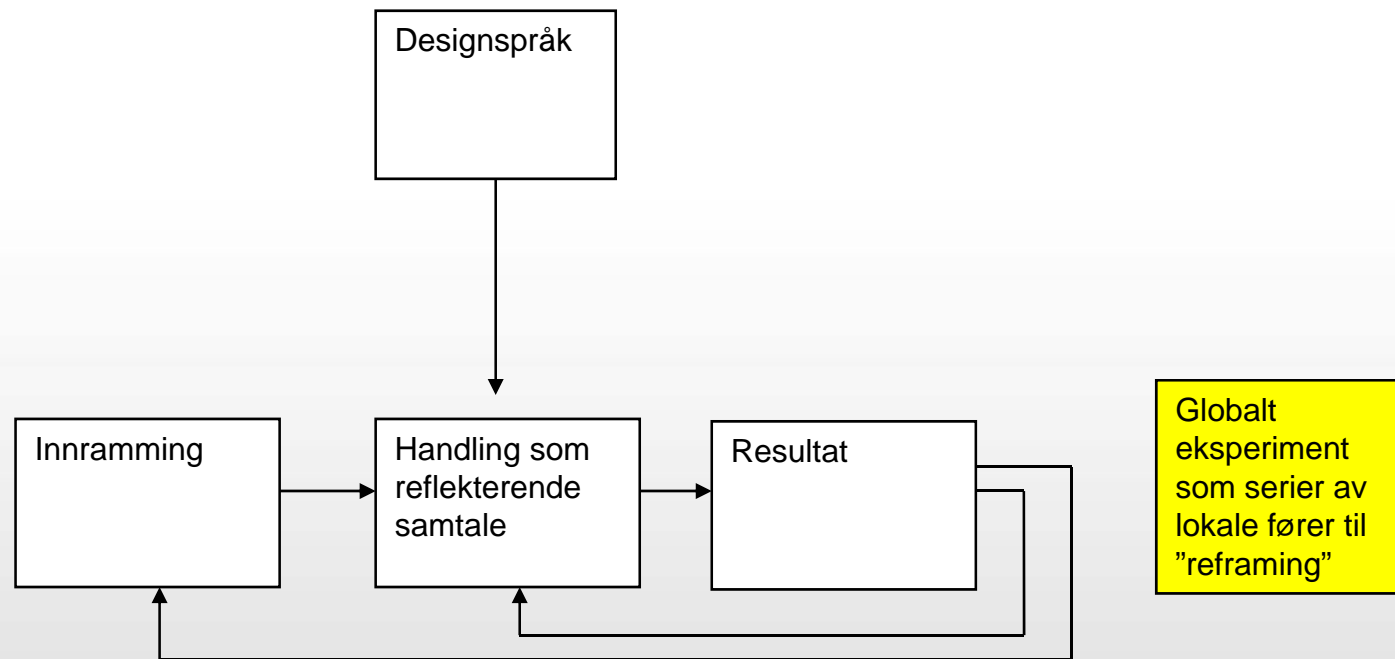 Designspråk
Innramming
Handling som
reflekterende
samtale
Resultat
Globalt
eksperiment
som serier av
lokale fører til
”reframing”